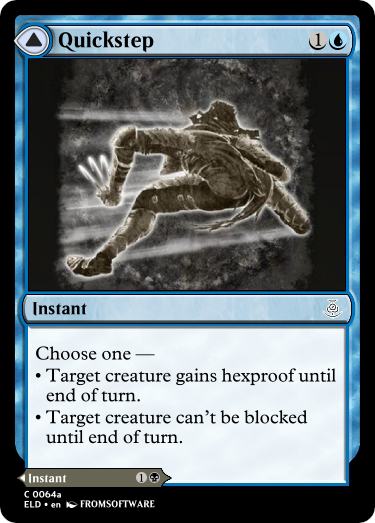 Quickstep 1
Instant
Choose one —
• Target creature gains hexproof until
end of turn.
• Target creature can't be blocked
until end of turn.
Instant 1
C 0064a
ELD • en FROMSOFTWARE